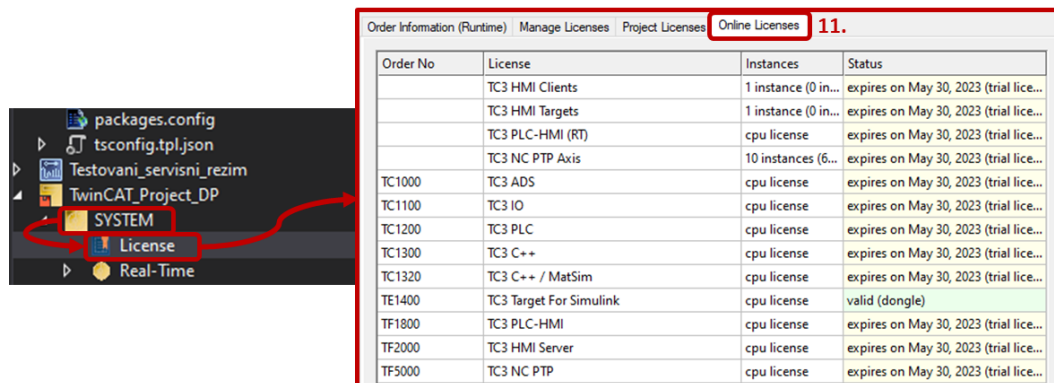 packages.config
tsconfig.tpl.json
Testovani_servisni_rezim
TwinCAT_Project_DP
SYSTEM
License
Real-Time
Order Information (Runtime) Manage Licenses Project Licenses Online Licenses 11.
Order No License Instances Status
TC3 HMI Clients 1 instance (0 in... expires on May 30, 2023 (trial lice...
TC3 HMI Targets 1 instance (0 in... expires on May 30, 2023 (trial lice...
TC3 PLC-HMI (RT) cpu license expires on May 30, 2023 (trial lice...
TC3 NC PTP Axis 10 instances (6... expires on May 30, 2023 (trial lice...
TC1000 TC3 ADS cpu license expires on May 30, 2023 (trial lice...
TC1100 TC3 IO cpu license expires on May 30, 2023 (trial lice...
TC1200 TC3 PLC cpu license expires on May 30, 2023 (trial lice...
TC1300 TC3 C++ cpu license expires on May 30, 2023 (trial lice...
TC1320 TC3 C++ / MatSim cpu license expires on May 30, 2023 (trial lice...
TE1400 TC3 Target For Simulink cpu license valid (dongle)
TF1800 TC3 PLC-HMI cpu license expires on May 30, 2023 (trial lice...
TF2000 TC3 HMI Server cpu license expires on May 30, 2023 (trial lice...
TF5000 TC3 NC PTP cpu license expires on May 30, 2023 (trial lice...